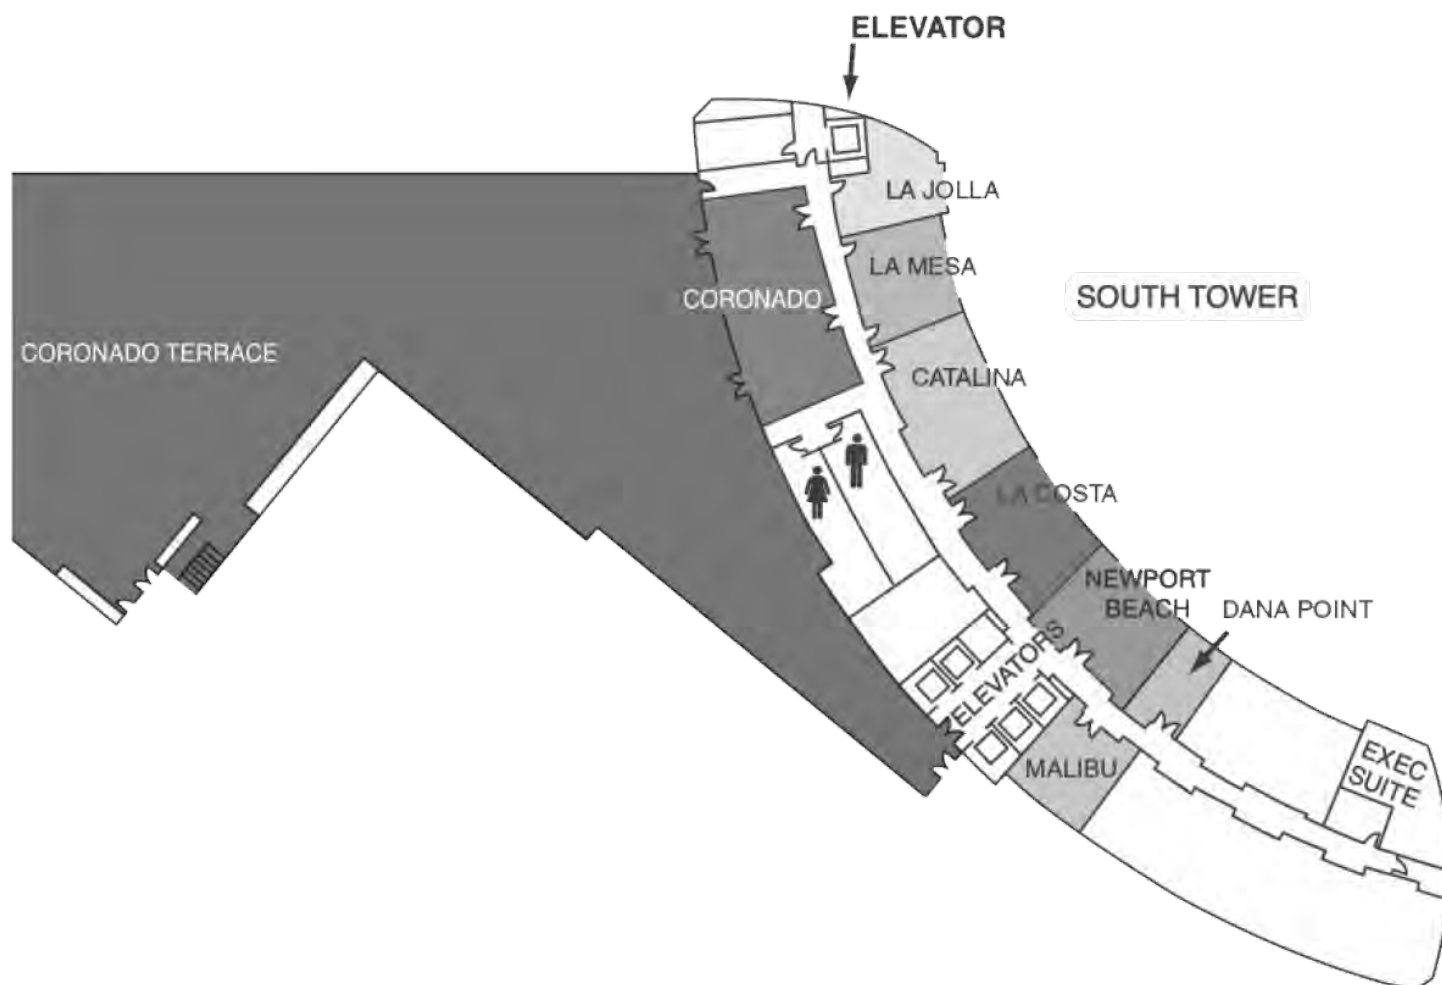 ELEVATOR
LA JOLLA
LA MESA
SOUTH TOWER
CORONADO
CORONADO TERRACE
CATALINA
LA COSTA
NEWPORT
BEACH
DANA POINT
ELEVATORS
MALIBU
EXEC
SUITE